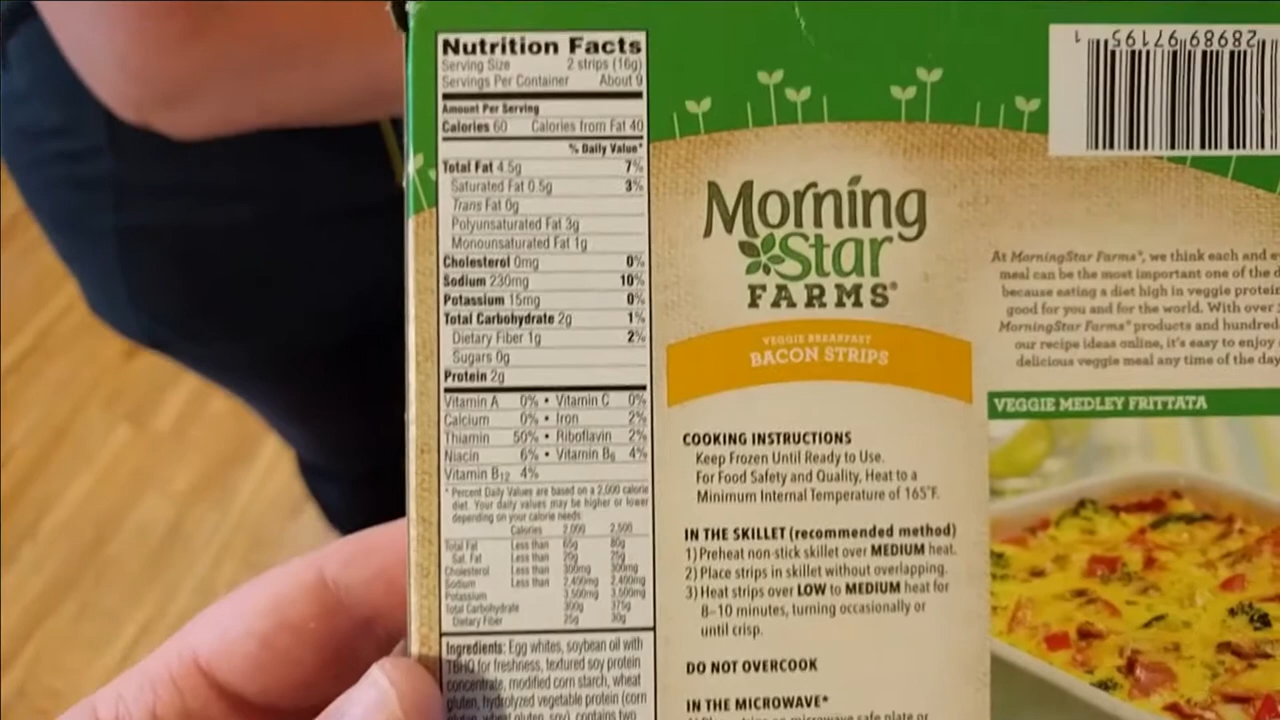 Nutrition Facts
Serving Size 2 strips (16g)
Servings Per Container About 9
Amount Per Serving
Calories 60 Calories from Fat 40
% Daily Value*
Total Fat 4.5g 7%
Saturated Fat 0.5g 3%
Trans Fat 0g
Polyunsaturated Fat 3g
Monounsaturated Fat 1g
Cholesterol 0mg 0%
Sodium 230mg 10%
Potassium 15mg 0%
Total Carbohydrate 2g 1%
Dietary Fiber 1g 2%
Sugars 0g
Protein 2g
Vitamin A 0% • Vitamin C 0%
Calcium 0% • Iron 2%
Thiamin 50% • Riboflavin 2%
Niacin 6% • Vitamin B6 4%
Vitamin B12 4%
* Percent Daily Values are based on a 2,000 calorie
diet. Your daily values may be higher or lower
depending on your calorie needs:
Calories 2,000 2,500
Total Fat Less than 65g 80g
Sat. Fat Less than 20g 25g
Cholesterol Less than 300mg 300mg
Sodium Less than 2,400mg 2,400mg
Potassium 3,500mg 3,500mg
Total Carbohydrate 300g 375g
Dietary Fiber 25g 30g
Ingredients: Egg whites, soybean oil with
TBHQ for freshness, textured soy protein
concentrate, modified corn starch, wheat
gluten, hydrolyzed vegetable protein (corn
gluten, wheat gluten, soy), contains two
Morning
Star
FARMS®
VEGGIE BREAKFAST
BACON STRIPS
COOKING INSTRUCTIONS
Keep Frozen Until Ready to Use.
For Food Safety and Quality, Heat to a
Minimum Internal Temperature of 165°F.
IN THE SKILLET (recommended method)
1) Preheat non-stick skillet over MEDIUM heat.
2) Place strips in skillet without overlapping.
3) Heat strips over LOW to MEDIUM heat for
8–10 minutes, turning occasionally or
until crisp.
DO NOT OVERCOOK
IN THE MICROWAVE*
1) Place strips on microwave safe plate or
28989 97195 1
At MorningStar Farms®, we think each and e
meal can be the most important one of the d
because eating a diet high in veggie protein
good for you and for the world. With over
MorningStar Farms® products and hundred
our recipe ideas online, it's easy to enjoy
delicious veggie meal any time of the day
VEGGIE MEDLEY FRITTATA